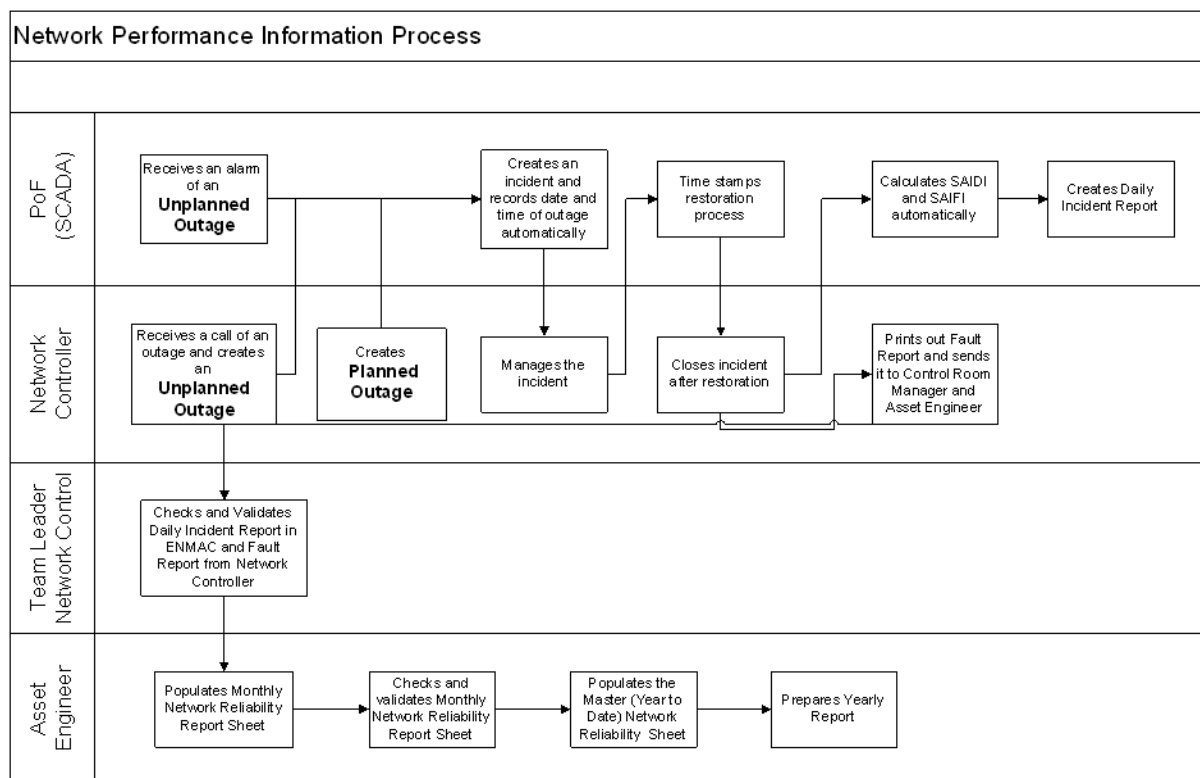 Network Performance Information Process
PoF
(SCADA)
Receives an alarm
of an
Unplanned
Outage
Creates an
incident and
records date and
time of outage
automatically
Time stamps
restoration
process
Calculates SAIDI
and SAIFI
automatically
Creates Daily
Incident Report
Network
Controller
Receives a call of an
outage and creates
an
Unplanned
Outage
Creates
Planned
Outage
Manages the
incident
Closes incident
after restoration
Prints out Fault
Report and sends
it to Control Room
Manager and
Asset Engineer
Team Leader
Network Control
Checks and Validates
Daily Incident Report in
ENMAC and Fault
Report from Network
Controller
Asset
Engineer
Populates Monthly
Network Reliability
Report Sheet
Checks and
validates Monthly
Network Reliability
Report Sheet
Populates the
Master (Year to
Date) Network
Reliability Sheet
Prepares Yearly
Report